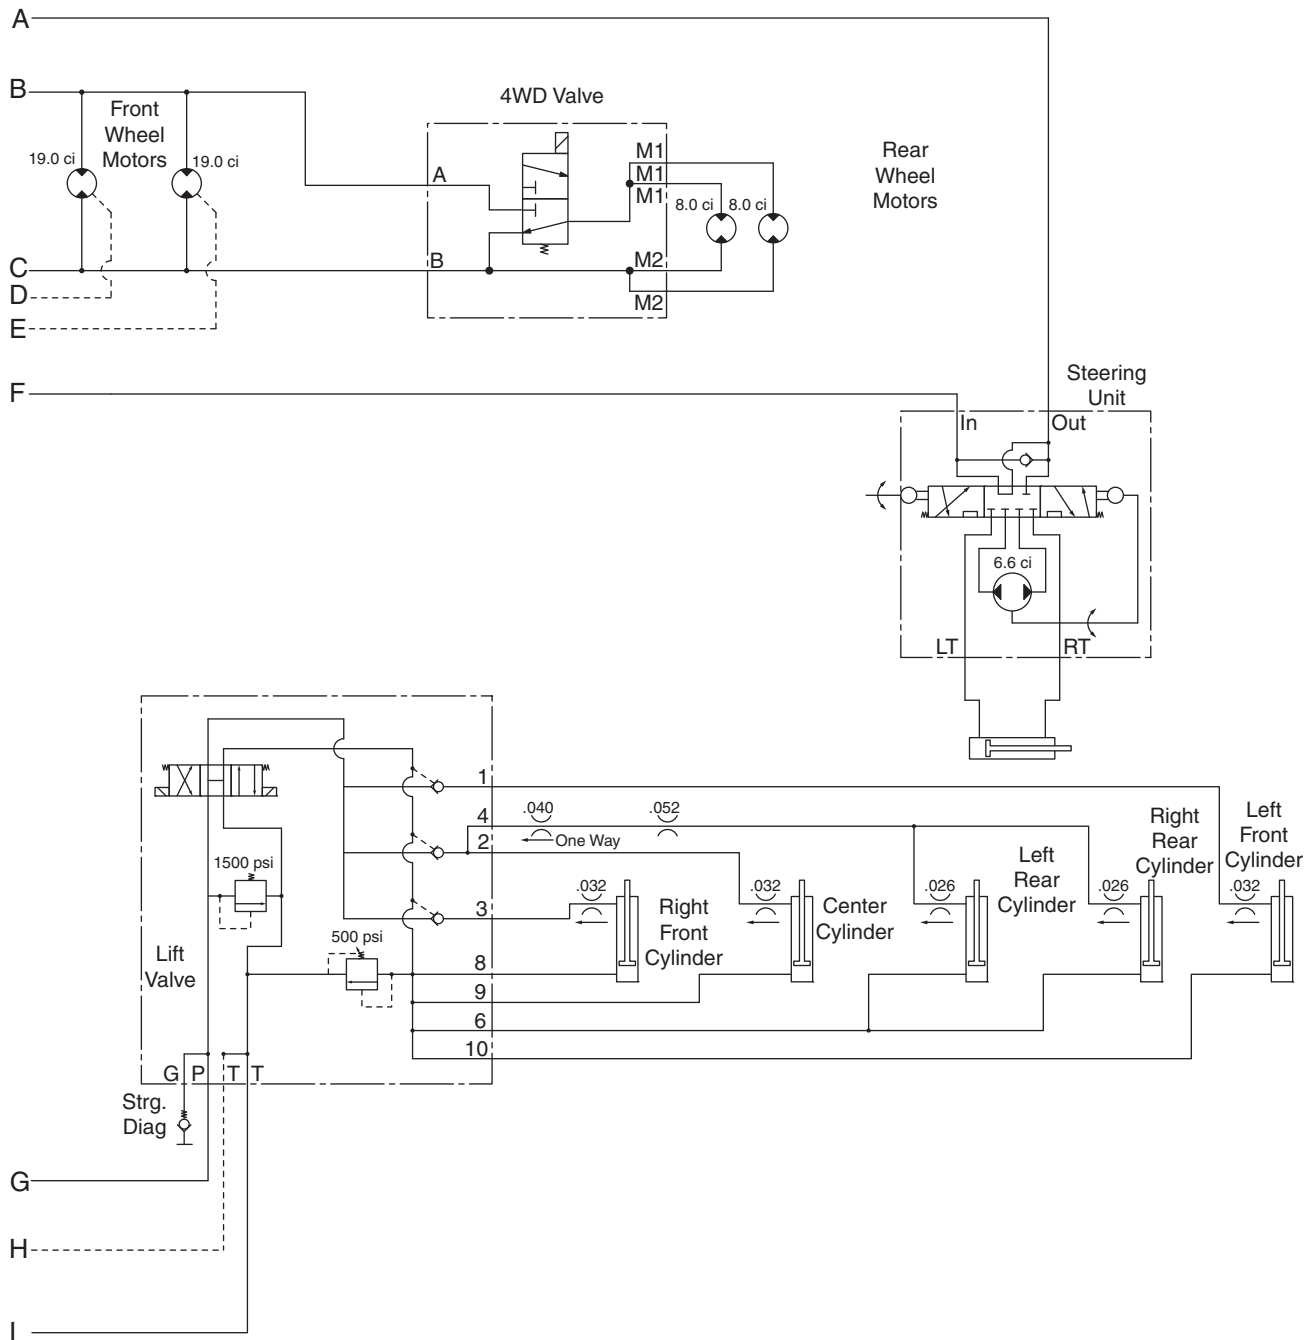 A
B
Front
Wheel
Motors
19.0 ci
19.0 ci
4WD Valve
A
B
M1
M1
M1
8.0 ci
8.0 ci
M2
M2
Rear
Wheel
Motors
C
D
E
F
Steering
Unit
In
Out
6.6 ci
LT
RT
1
4
2
3
8
9
6
10
.040
.052
One Way
1500 psi
500 psi
Lift
Valve
.032
Right
Front
Cylinder
.032
Center
Cylinder
.026
Left
Rear
Cylinder
.026
Right
Rear
Cylinder
.032
Left
Front
Cylinder
G
P
T
T
Strg.
Diag
G
H
I